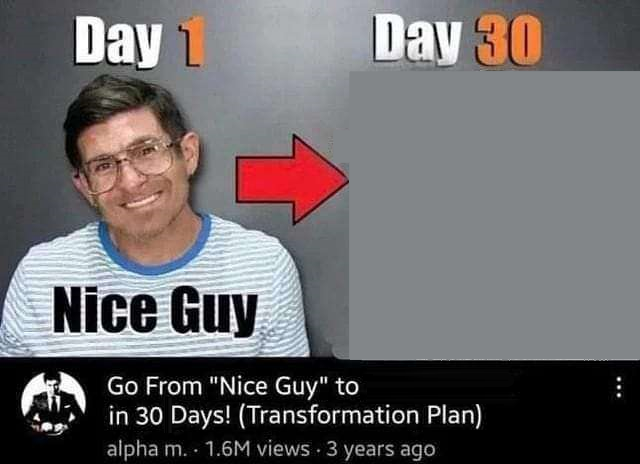 Day 1
Day 30
Nice Guy
Go From "Nice Guy" to
in 30 Days! (Transformation Plan)
alpha m. · 1.6M views · 3 years ago